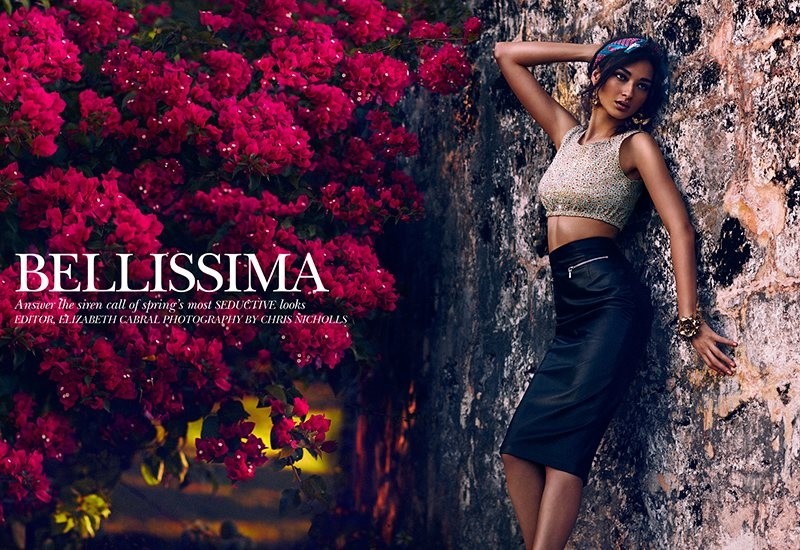 BELLISSIMA
Answer the siren call of spring's most SEDUCTIVE looks
EDITOR, ELIZABETH CABRAL PHOTOGRAPHY BY CHRIS NICHOLLS